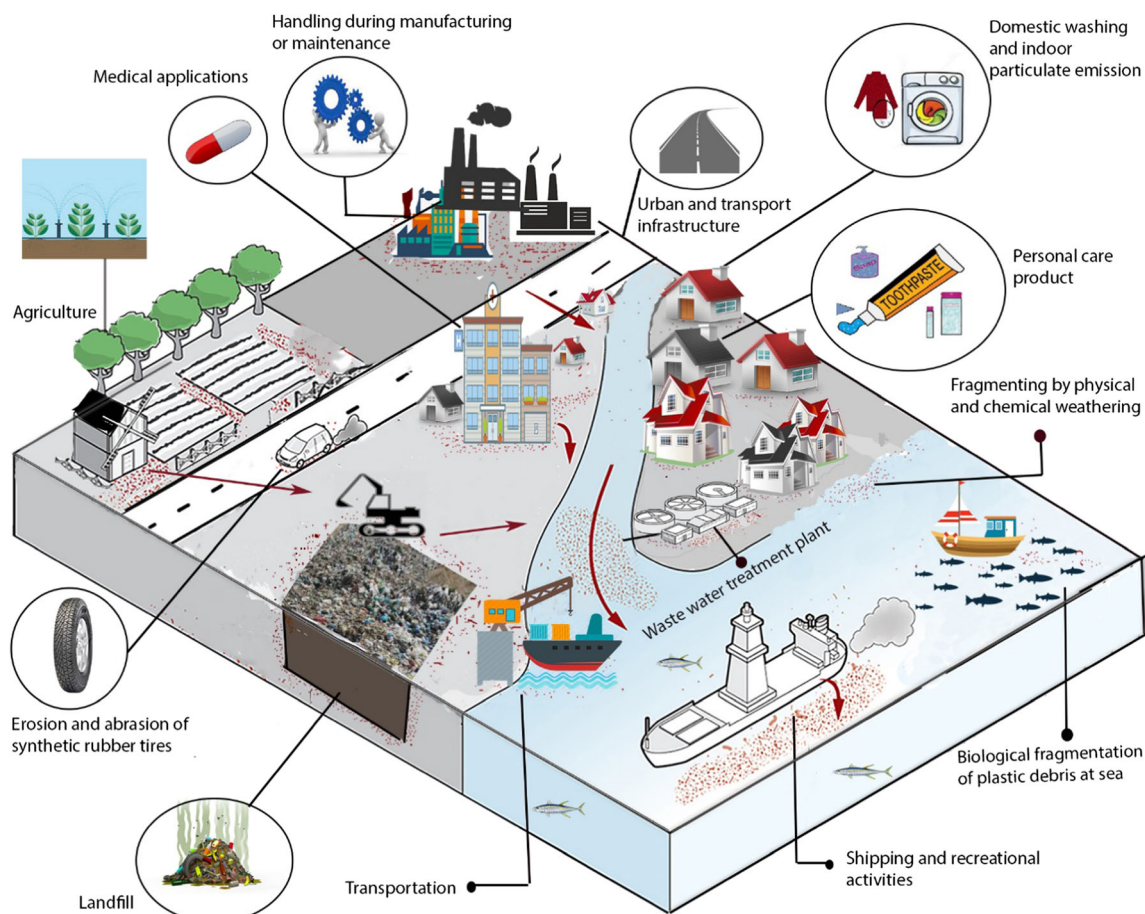 Handling during manufacturing
or maintenance
Medical applications
Domestic washing
and indoor
particulate emission
Urban and transport
infrastructure
Personal care
product
TOOTHPASTE
Agriculture
Fragmenting by physical
and chemical weathering
H
Waste water treatment plant
Erosion and abrasion of
synthetic rubber tires
Biological fragmentation
of plastic debris at sea
Shipping and recreational
activities
Transportation
Landfill